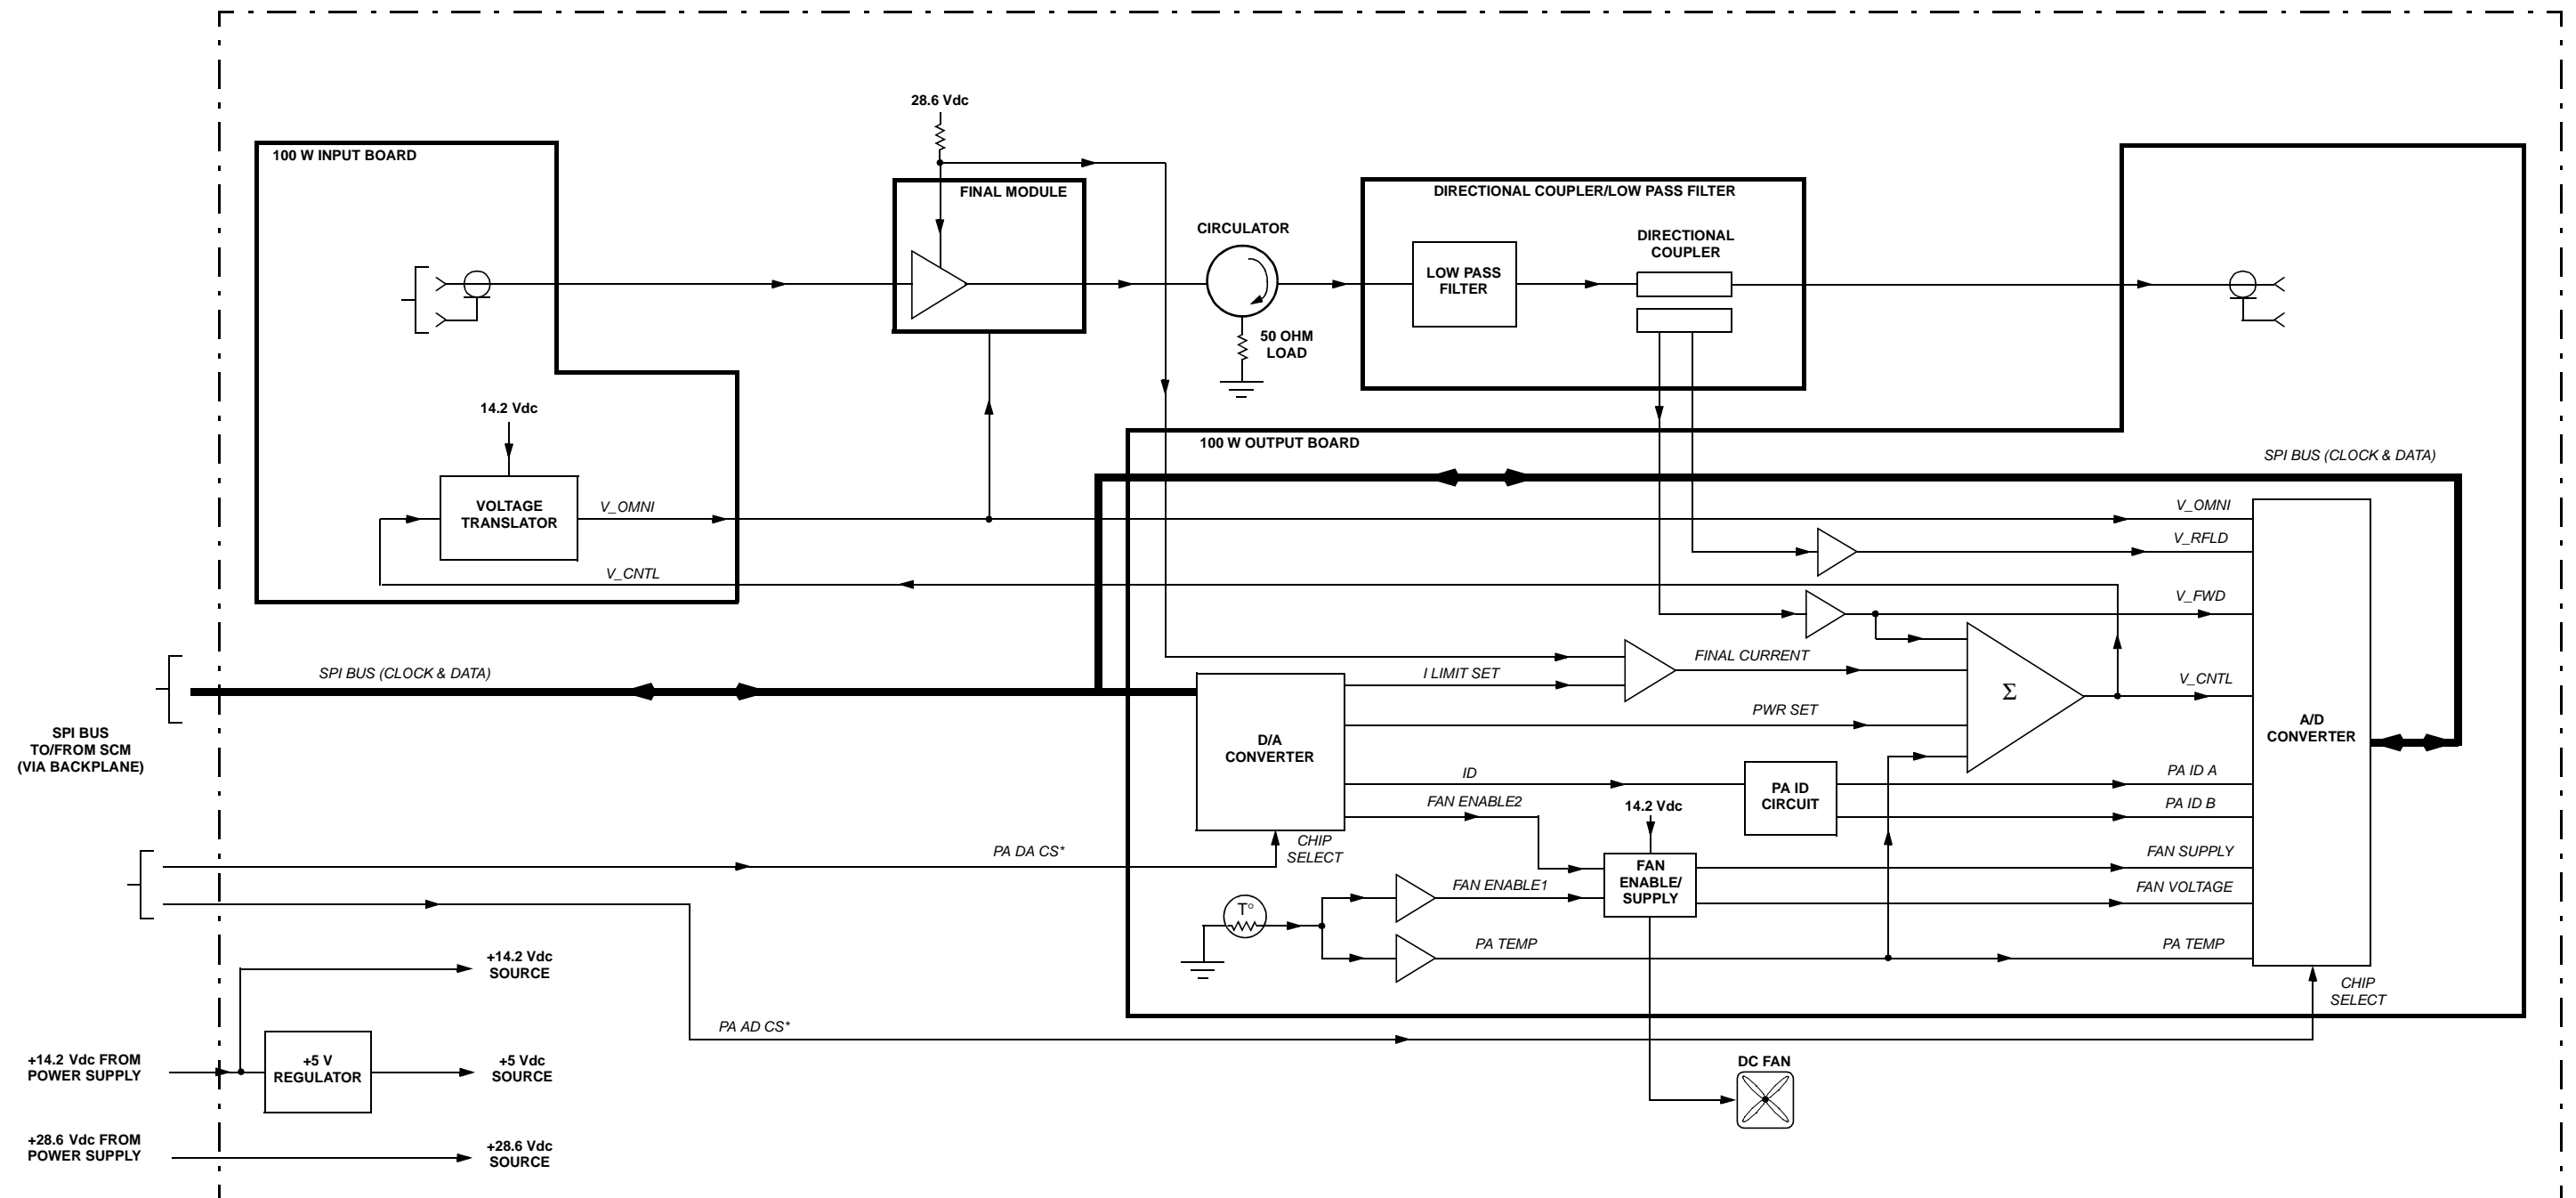 28.6 Vdc
100 W INPUT BOARD
FINAL MODULE
DIRECTIONAL COUPLER/LOW PASS FILTER
CIRCULATOR
DIRECTIONAL
COUPLER
LOW PASS
FILTER
50 OHM
LOAD
14.2 Vdc
100 W OUTPUT BOARD
SPI BUS (CLOCK & DATA)
VOLTAGE
TRANSLATOR
V_OMNI
V_OMNI
V_RFLD
V_CNTL
V_FWD
SPI BUS (CLOCK & DATA)
I LIMIT SET
FINAL CURRENT
V_CNTL
Σ
PWR SET
SPI BUS
TO/FROM SCM
(VIA BACKPLANE)
D/A
CONVERTER
A/D
CONVERTER
ID
PA ID
CIRCUIT
PA ID A
FAN ENABLE2
14.2 Vdc
PA ID B
PA DA CS*
CHIP
SELECT
FAN
ENABLE/
SUPPLY
FAN SUPPLY
FAN ENABLE1
FAN VOLTAGE
T°
PA TEMP
PA TEMP
+14.2 Vdc
SOURCE
CHIP
SELECT
PA AD CS*
+14.2 Vdc FROM
POWER SUPPLY
+5 V
REGULATOR
+5 Vdc
SOURCE
DC FAN
+28.6 Vdc FROM
POWER SUPPLY
+28.6 Vdc
SOURCE